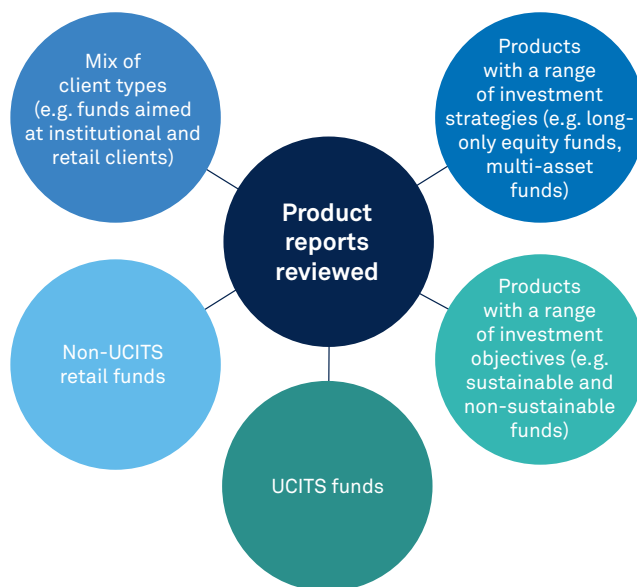 Mix of
client types
(e.g. funds aimed
at institutional and
retail clients)
Products
with a range
of investment
strategies (e.g. long-
only equity funds,
multi-asset
funds)
Product
reports
reviewed
Non-UCITS
retail funds
Products
with a range
of investment
objectives (e.g.
sustainable and
non-sustainable
funds)
UCITS funds